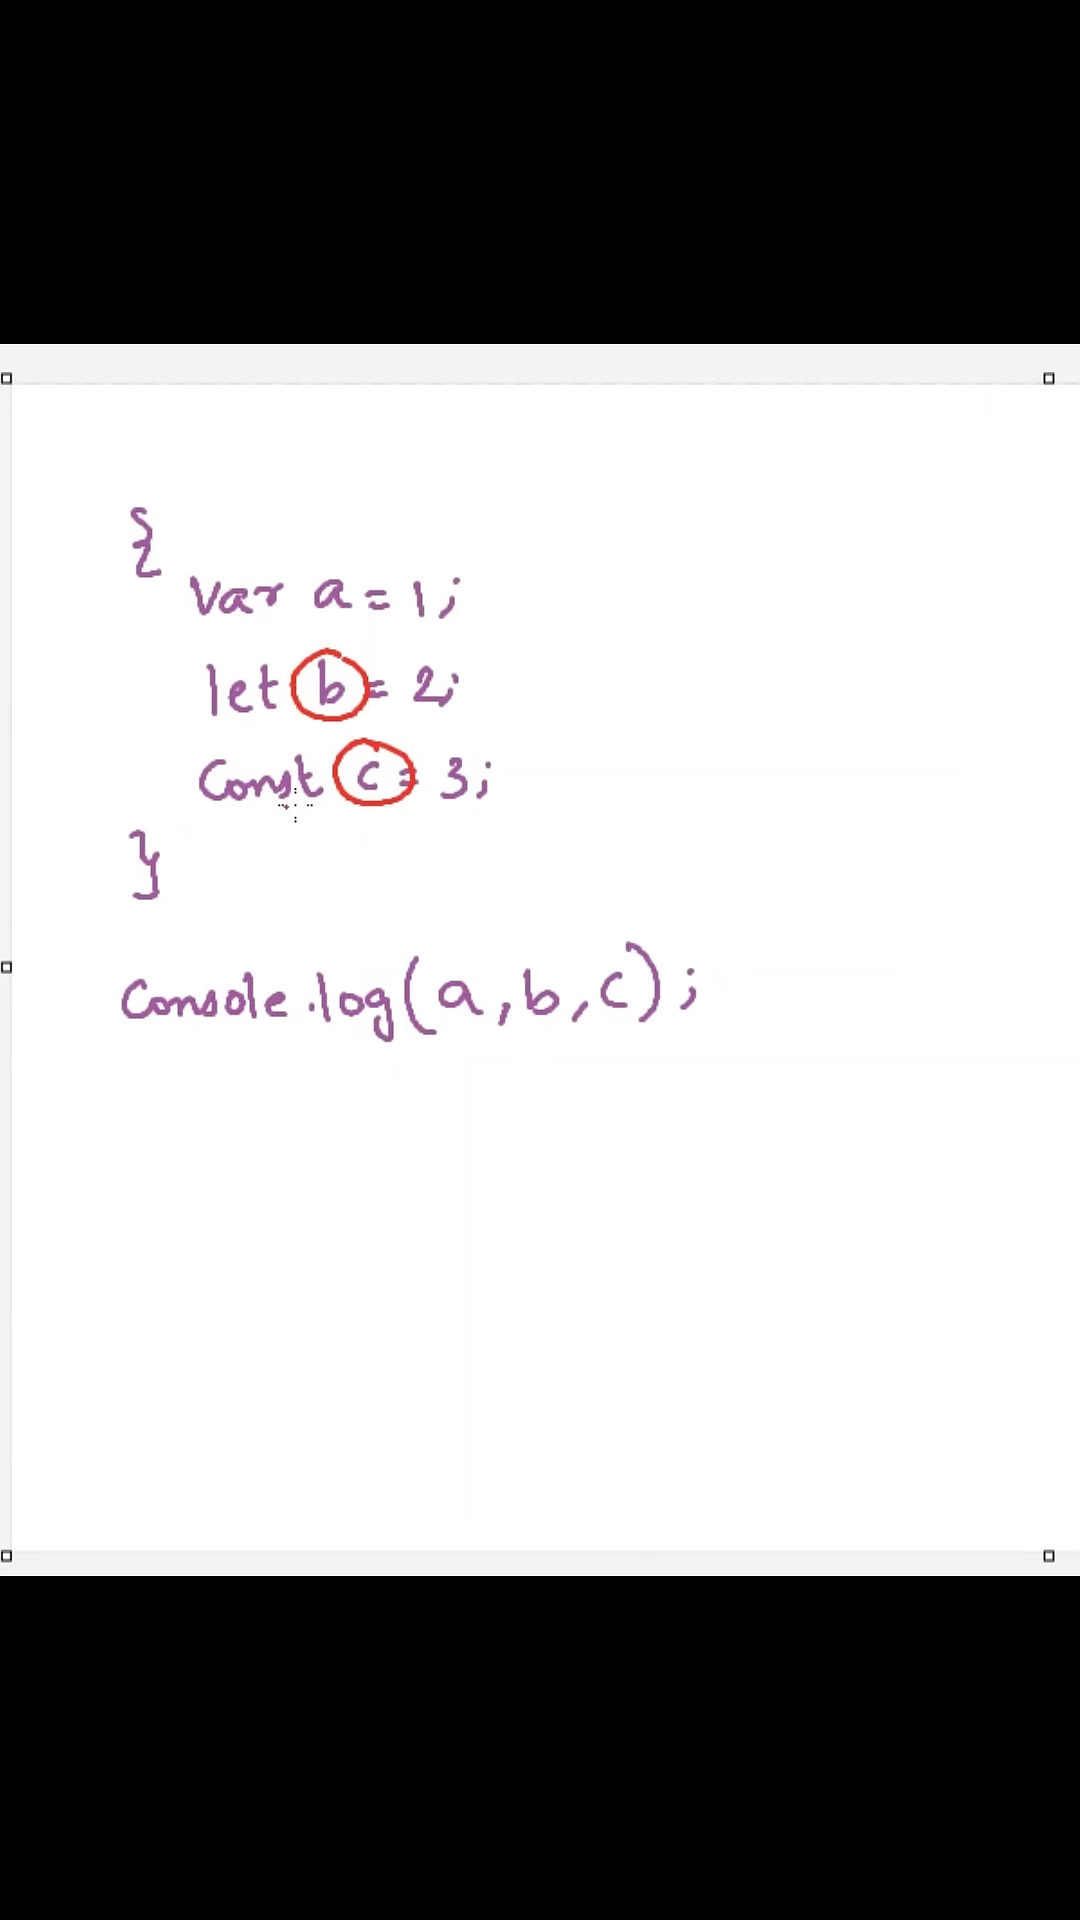 {
var a = 1;
let b = 2;
Const c = 3;
}
Console.log(a,b,c);